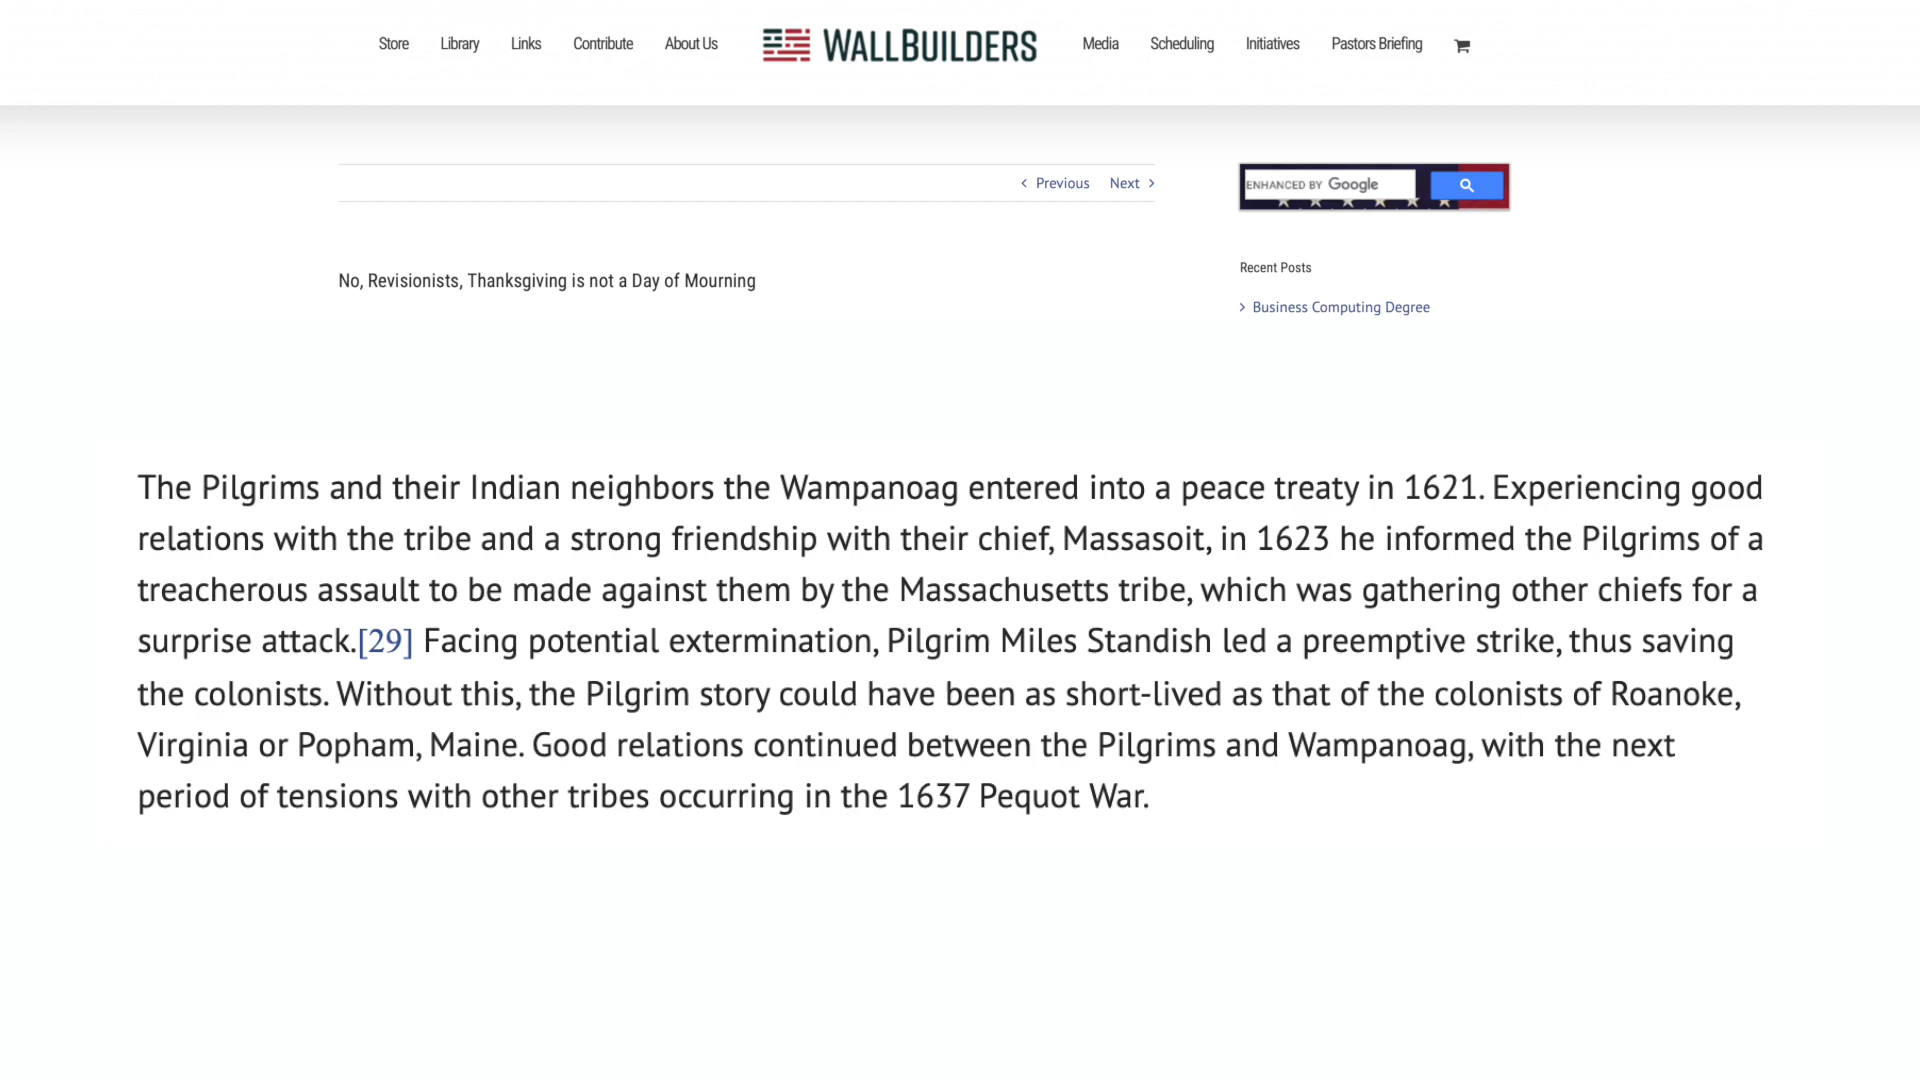 Store Library Links Contribute About Us WALLBUILDERS Media Scheduling Initiatives Pastors Briefing
Previous Next
ENHANCED BY Google
No, Revisionists, Thanksgiving is not a Day of Mourning
Recent Posts
Business Computing Degree
The Pilgrims and their Indian neighbors the Wampanoag entered into a peace treaty in 1621. Experiencing good
relations with the tribe and a strong friendship with their chief, Massasoit, in 1623 he informed the Pilgrims of a
treacherous assault to be made against them by the Massachusetts tribe, which was gathering other chiefs for a
surprise attack.[29] Facing potential extermination, Pilgrim Miles Standish led a preemptive strike, thus saving
the colonists. Without this, the Pilgrim story could have been as short-lived as that of the colonists of Roanoke,
Virginia or Popham, Maine. Good relations continued between the Pilgrims and Wampanoag, with the next
period of tensions with other tribes occurring in the 1637 Pequot War.